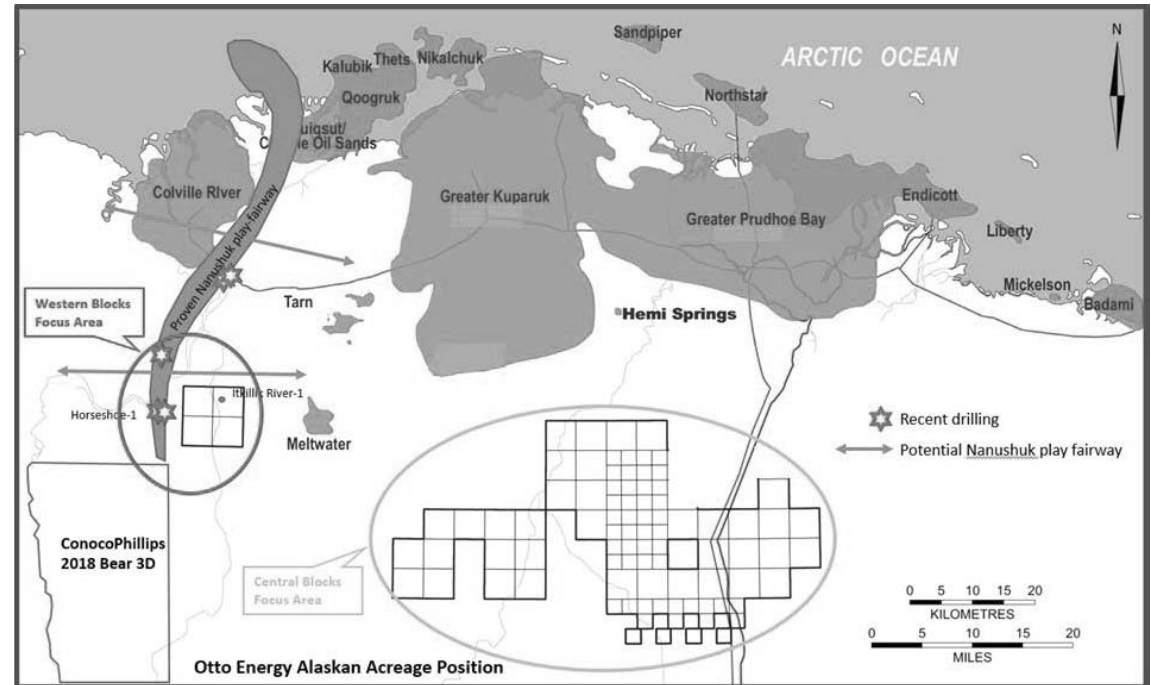 Sandpiper
N
ARCTIC OCEAN
Thets
Nikalchuk
Kalubik
Northstar
Qoogruk
uiqsut/
C
e Oil Sands
Colville RIver
Greater Kuparuk
Endicott
Greater Prudhoe Bay
Liberty
Proven Nanushuk play-fairway
Mickelson
Badami
Tarn
Western Blocks
Focus Area
Hemi Springs
Itkillik River-1
Horseshoe-1
Meltwater
Recent drilling
Potential Nanushuk play fairway
ConocoPhillips
2018 Bear 3D
Central Blocks
Focus Area
0 5 10 15 20
KILOMETRES
0 5 10 15 20
MILES
Otto Energy Alaskan Acreage Position